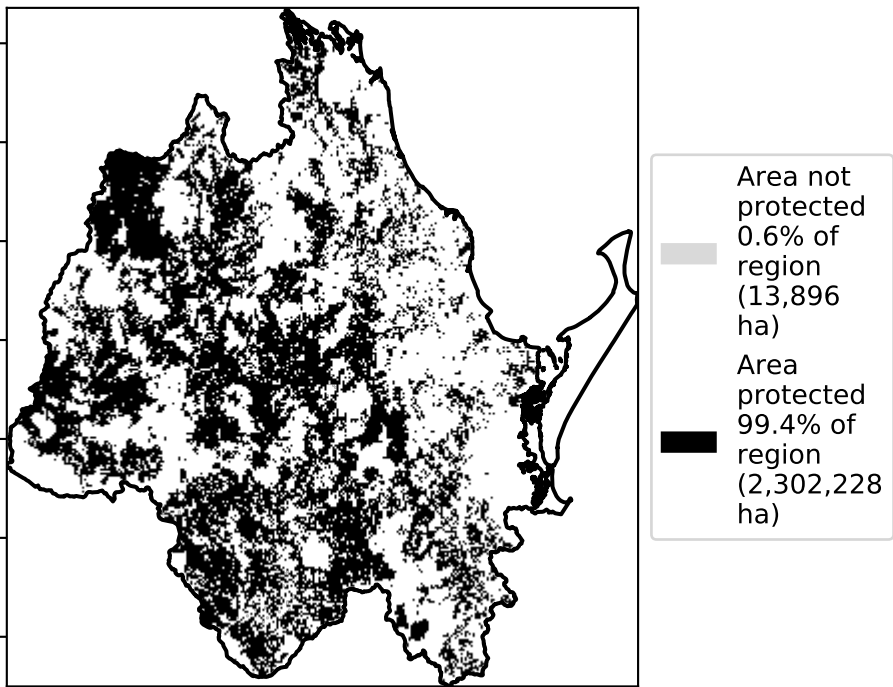 Area not
protected
0.6% of
region
(13,896
ha)
Area
protected
99.4% of
region
(2,302,228
ha)